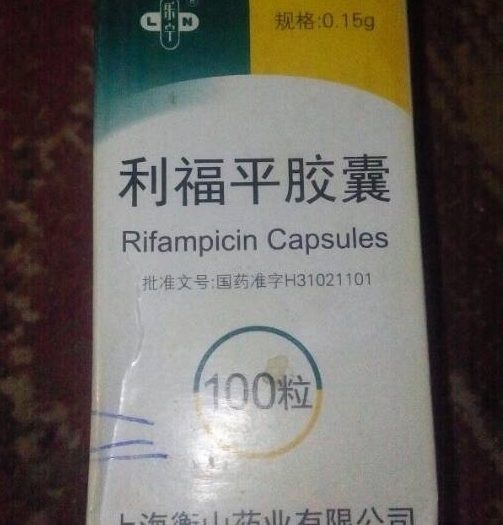 乐宁
L N
规格:0.15g
利福平胶囊
Rifampicin Capsules
批准文号:国药准字H31021101
100粒
上海衡山药业有限公司